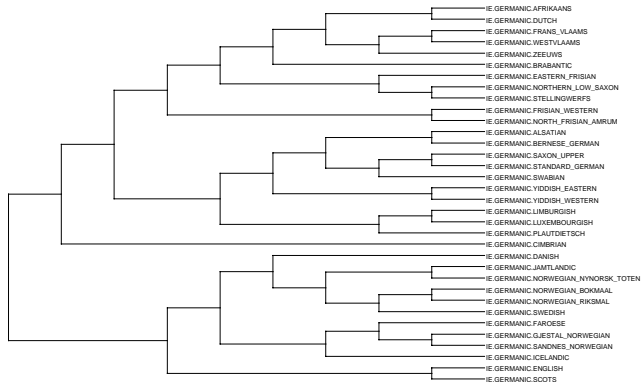 IE.GERMANIC.AFRIKAANS
IE.GERMANIC.DUTCH
IE.GERMANIC.FRANS_VLAAMS
IE.GERMANIC.WESTVLAAMS
IE.GERMANIC.ZEEUWS
IE.GERMANIC.BRABANTIC
IE.GERMANIC.EASTERN_FRISIAN
IE.GERMANIC.NORTHERN_LOW_SAXON
IE.GERMANIC.STELLINGWERFS
IE.GERMANIC.FRISIAN_WESTERN
IE.GERMANIC.NORTH_FRISIAN_AMRUM
IE.GERMANIC.ALSATIAN
IE.GERMANIC.BERNESE_GERMAN
IE.GERMANIC.SAXON_UPPER
IE.GERMANIC.STANDARD_GERMAN
IE.GERMANIC.SWABIAN
IE.GERMANIC.YIDDISH_EASTERN
IE.GERMANIC.YIDDISH_WESTERN
IE.GERMANIC.LIMBURGISH
IE.GERMANIC.LUXEMBOURGISH
IE.GERMANIC.PLAUTDIETSCH
IE.GERMANIC.CIMBRIAN
IE.GERMANIC.DANISH
IE.GERMANIC.JAMTLANDIC
IE.GERMANIC.NORWEGIAN_NYNORSK_TOTEN
IE.GERMANIC.NORWEGIAN_BOKMAAL
IE.GERMANIC.NORWEGIAN_RIKSMAL
IE.GERMANIC.SWEDISH
IE.GERMANIC.FAROESE
IE.GERMANIC.GJESTAL_NORWEGIAN
IE.GERMANIC.SANDNES_NORWEGIAN
IE.GERMANIC.ICELANDIC
IE.GERMANIC.ENGLISH
IE.GERMANIC.SCOTS